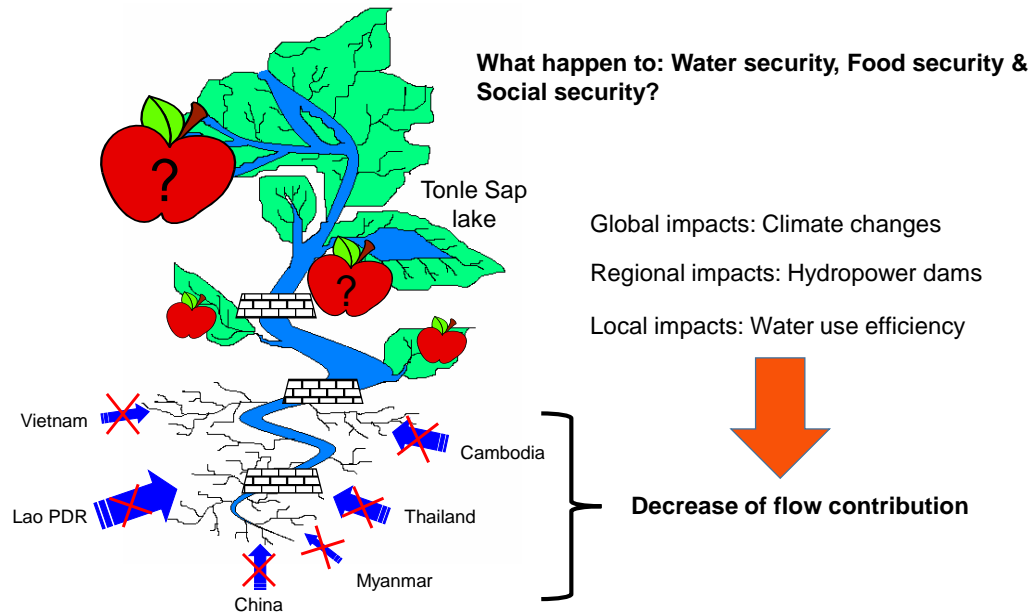 What happen to: Water security, Food security &
Social security?
?
Tonle Sap
lake
?
Global impacts: Climate changes
Regional impacts: Hydropower dams
Local impacts: Water use efficiency
Vietnam
Cambodia
Lao PDR
Thailand
Decrease of flow contribution
Myanmar
China